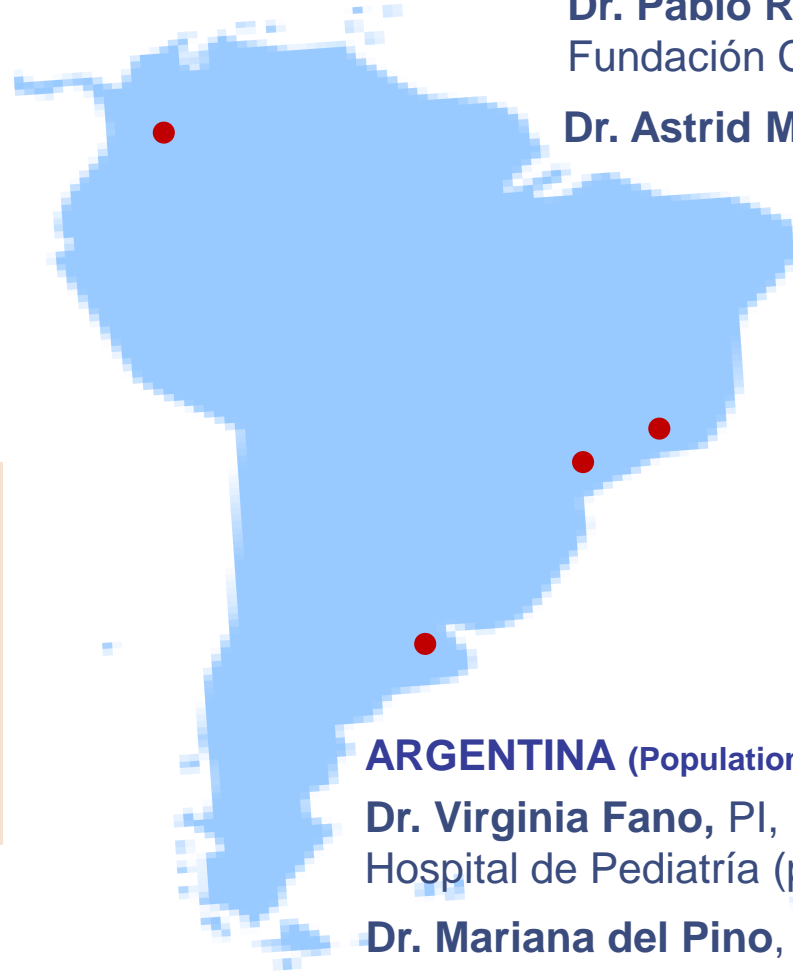 Dr. Pablo R
Fundación C
Dr. Astrid M
ARGENTINA (Population
Dr. Virginia Fano, PI,
Hospital de Pediatría (p
Dr. Mariana del Pino,